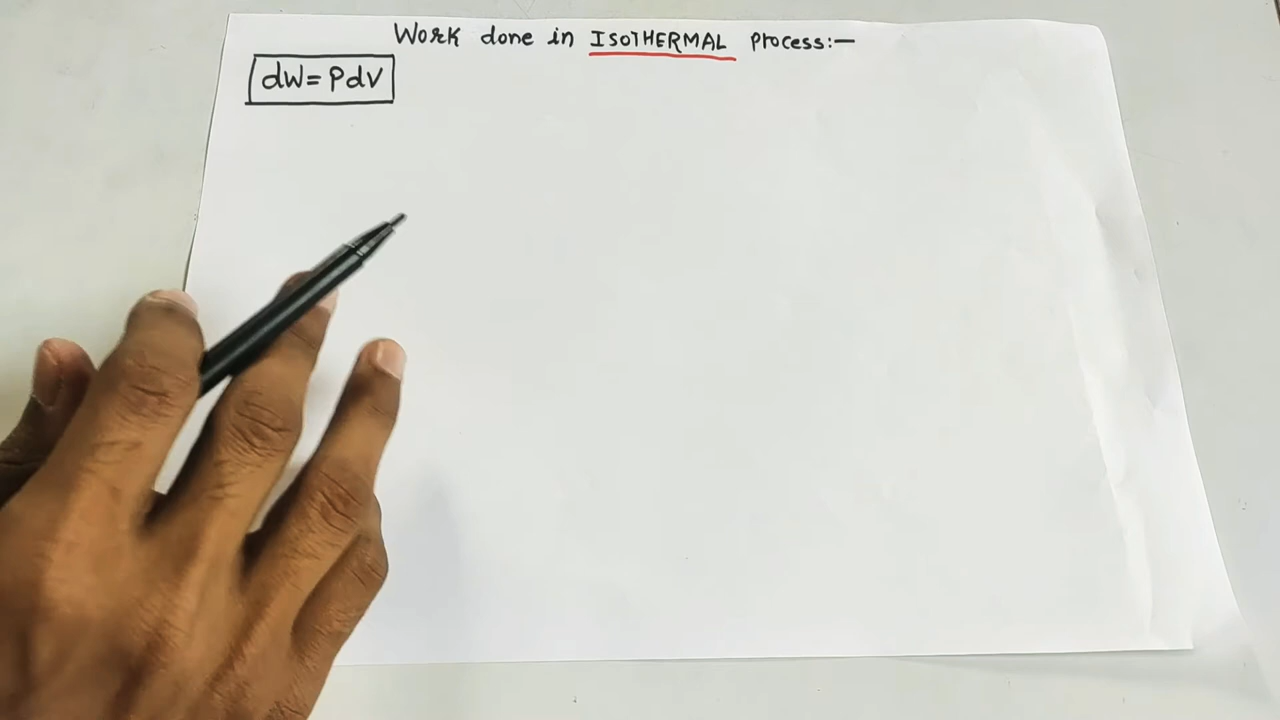 Work done in ISOTHERMAL process:-
dW= PdV